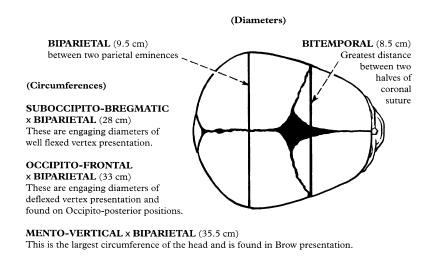 (Diameters)
BIPARIETAL (9.5 cm)
between two parietal eminences
BITEMPORAL (8.5 cm)
Greatest distance
between two
halves of
coronal
suture
(Circumferences)
SUBOCCIPITO-BREGMATIC
x BIPARIETAL (28 cm)
These are engaging diameters of
well flexed vertex presentation.
OCCIPITO-FRONTAL
x BIPARIETAL (33 cm)
These are engaging diameters of
deflexed vertex presentation and
found on Occipito-posterior positions.
MENTO-VERTICAL x BIPARIETAL (35.5 cm)
This is the largest circumference of the head and is found in Brow presentation.